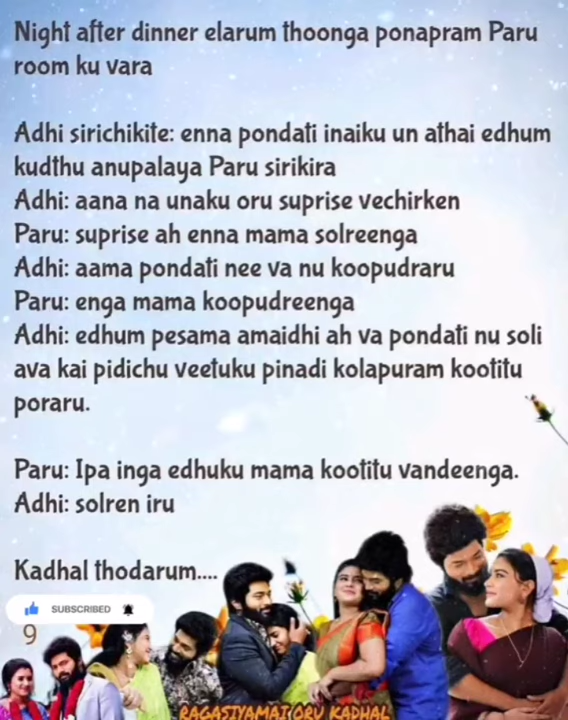 Night after dinner elarum thoonga ponapram Paru
room ku vara
Adhi sirichikite: enna pondati inaiku un athai edhum
kudthu anupalaya Paru sirikira
Adhi: aana na unaku oru suprise vechirken
Paru: suprise ah enna mama solreenga
Adhi: aama pondati nee va nu koopudraru
Paru: enga mama koopudreenga
Adhi: edhum pesama amaidhi ah va pondati nu soli
ava kai pidichu veetuku pinadi kolapuram kootitu
poraru.
Paru: Ipa inga edhuku mama kootitu vandeenga.
Adhi: solren iru
Kadhal thodarum....
SUBSCRIBED
9
RAGASIYAMAI ORU KADHAL